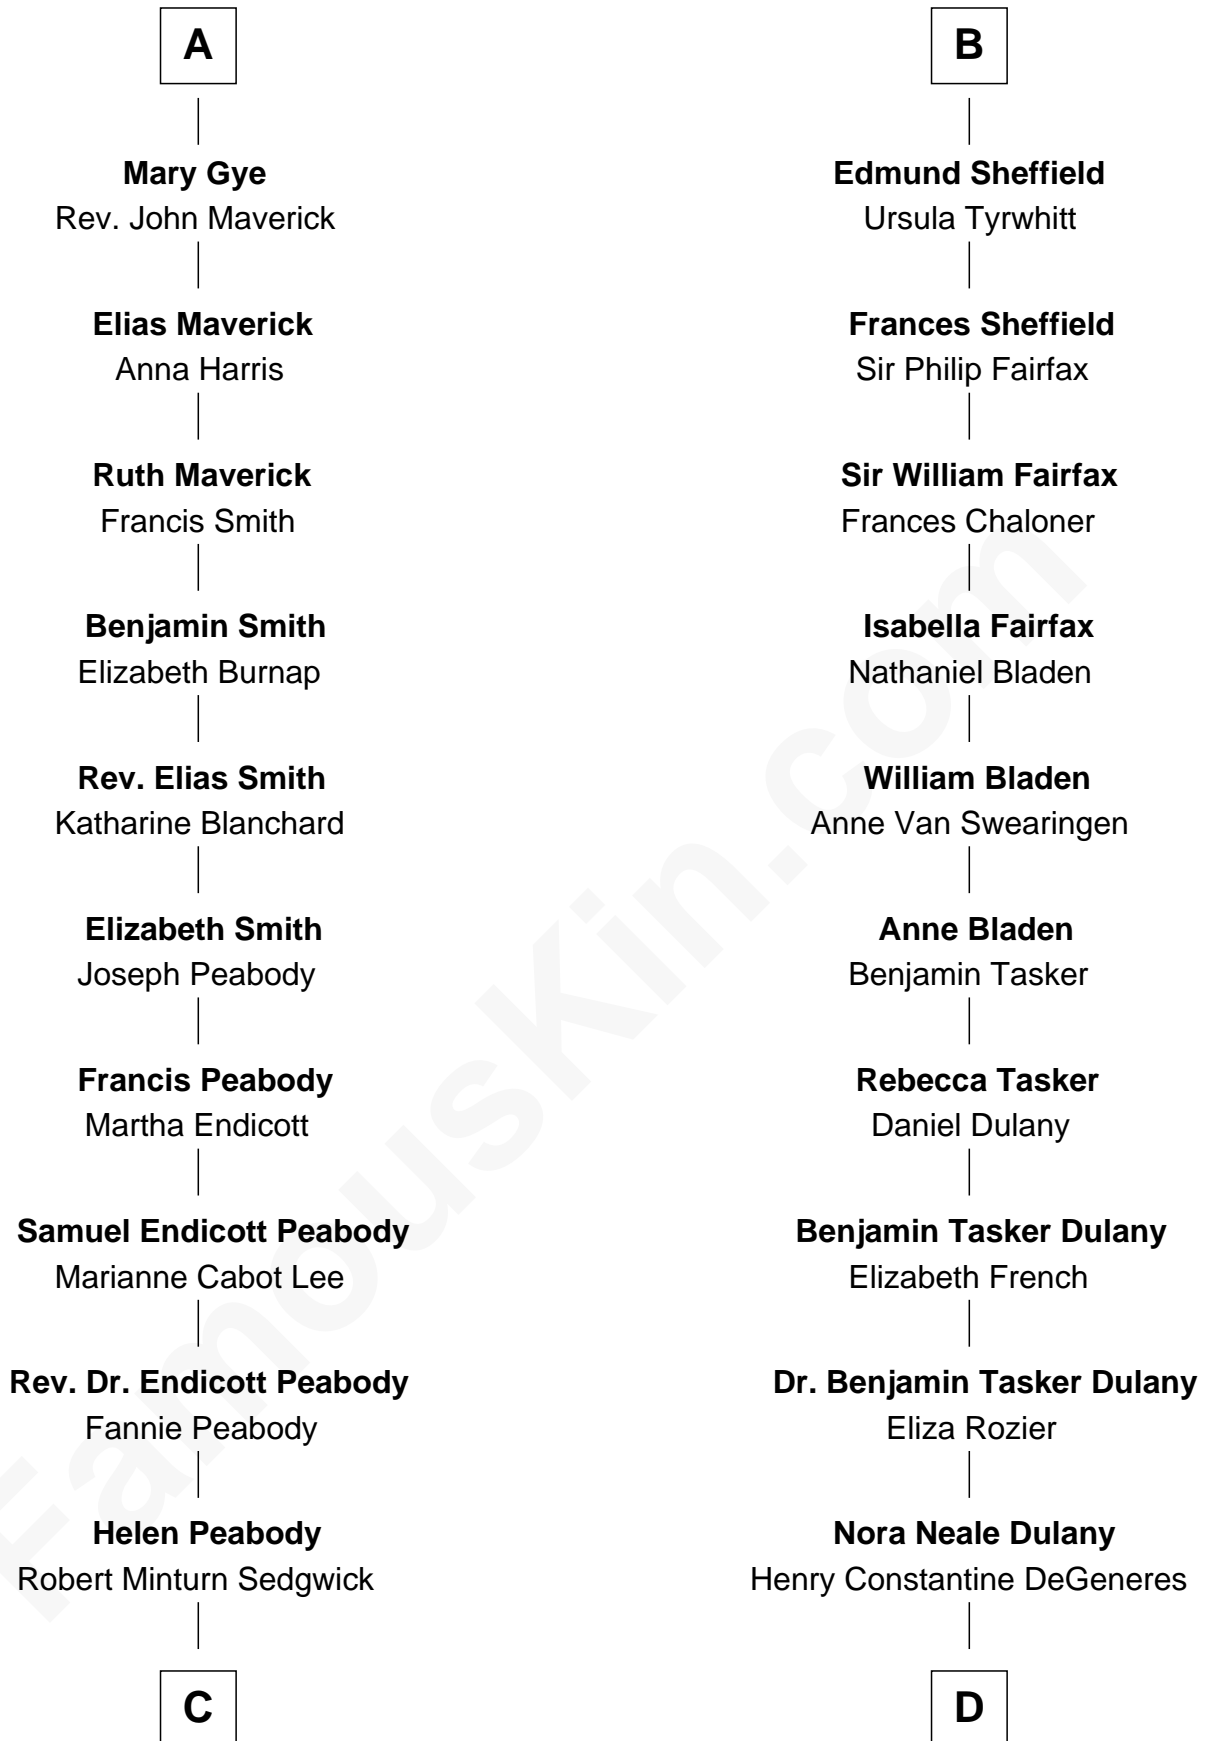 A
Mary Gye
Rev. John Maverick
Elias Maverick
Anna Harris
Ruth Maverick
Francis Smith
Benjamin Smith
Elizabeth Burnap
Rev. Elias Smith
Katharine Blanchard
Elizabeth Smith
Joseph Peabody
Francis Peabody
Martha Endicott
Samuel Endicott Peabody
Marianne Cabot Lee
Rev. Dr. Endicott Peabody
Fannie Peabody
Helen Peabody
Robert Minturn Sedgwick
C
B
Edmund Sheffield
Ursula Tyrwhitt
Frances Sheffield
Sir Philip Fairfax
Sir William Fairfax
Frances Chaloner
Isabella Fairfax
Nathaniel Bladen
William Bladen
Anne Van Swearingen
Anne Bladen
Benjamin Tasker
Rebecca Tasker
Daniel Dulany
Benjamin Tasker Dulany
Elizabeth French
Dr. Benjamin Tasker Dulany
Eliza Rozier
Nora Neale Dulany
Henry Constantine DeGeneres
D
FamousKin.com